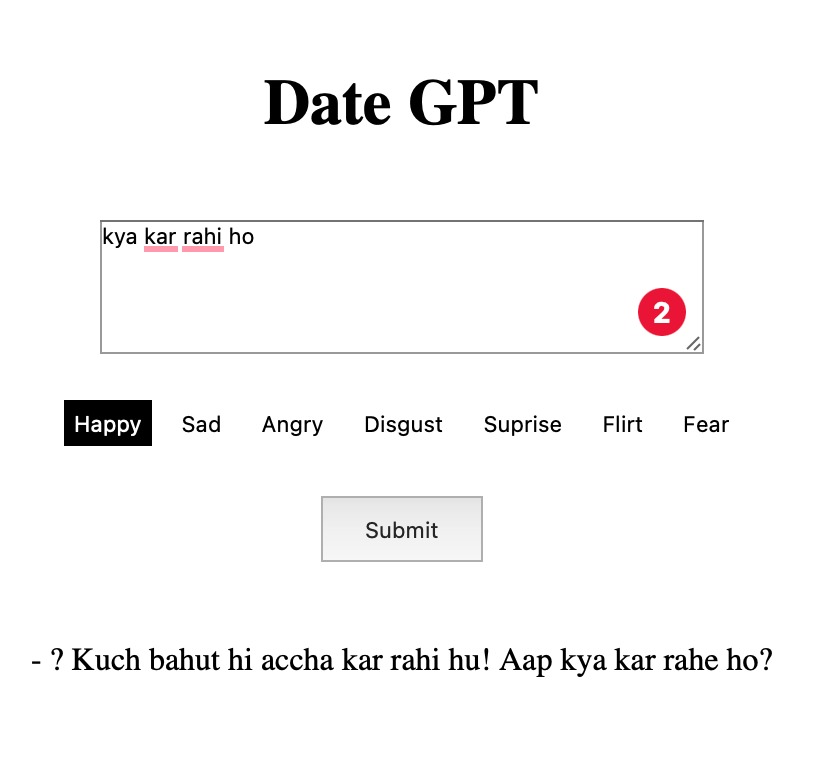 Date GPT
kya kar rahi ho
2
Happy Sad Angry Disgust Suprise Flirt Fear
Submit
- ? Kuch bahut hi accha kar rahi hu! Aap kya kar rahe ho?